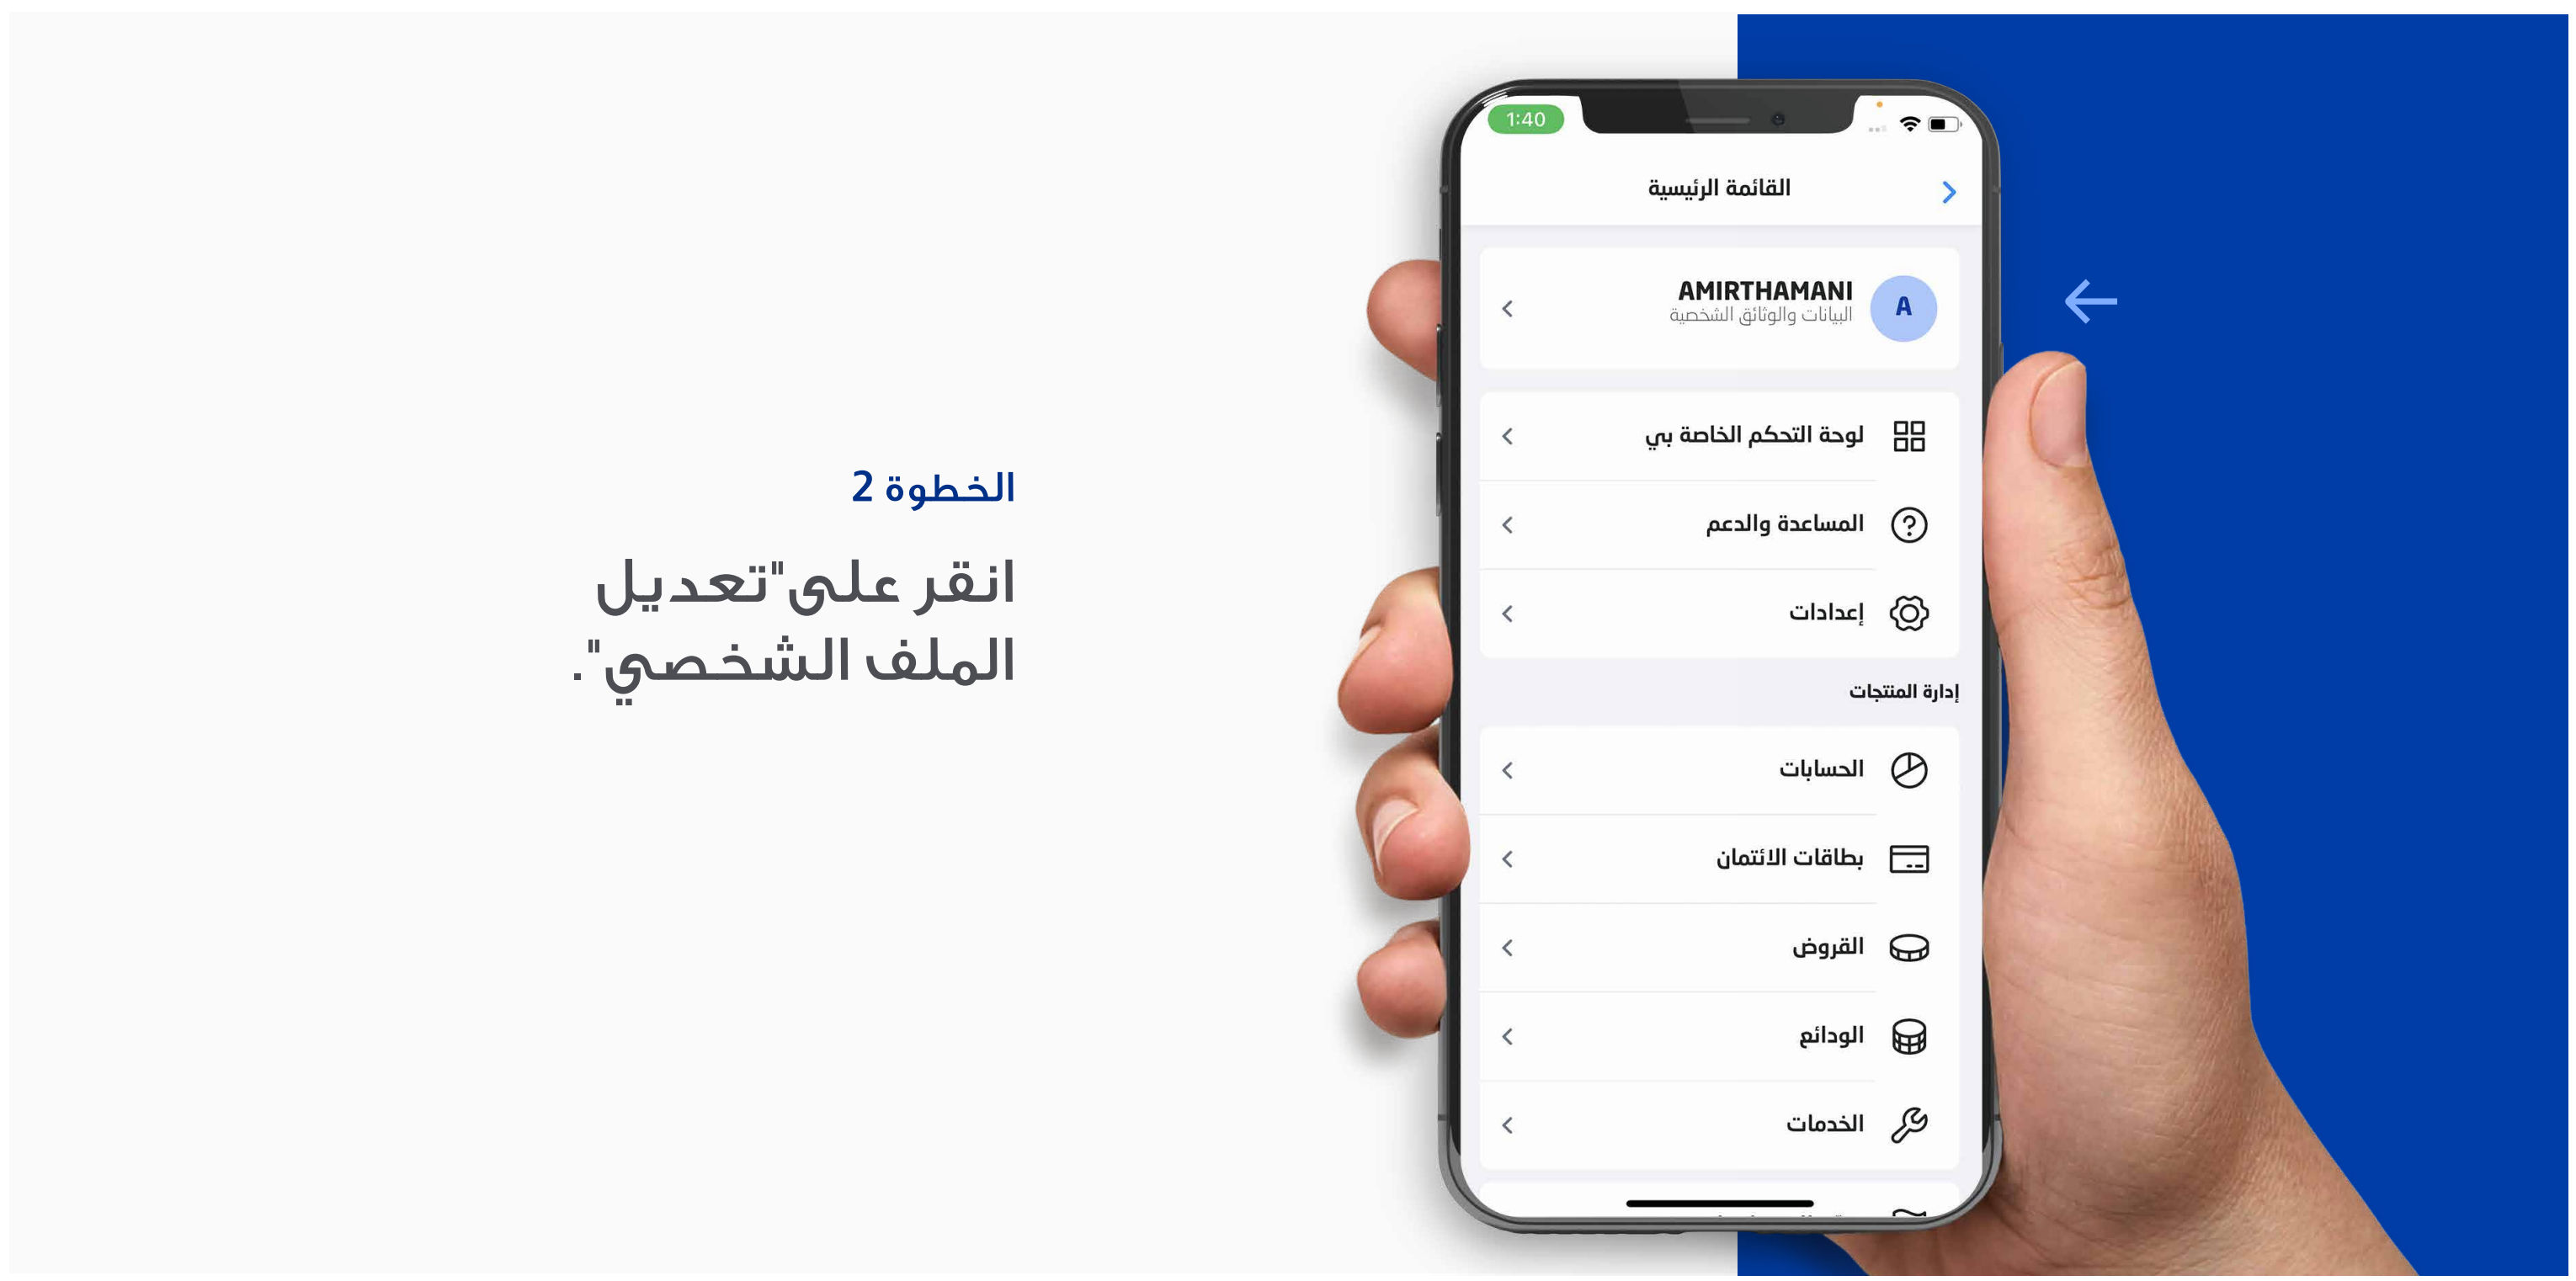 الخطوة 2
انقر على"تعديل
الملف الشخصي".
1:40
القائمة الرئيسية
A
AMIRTHAMANI
البيانات والوثائق الشخصية
لوحة التحكم الخاصة بي
المساعدة والدعم
إعدادات
إدارة المنتجات
الحسابات
بطاقات الائتمان
القروض
الودائع
الخدمات